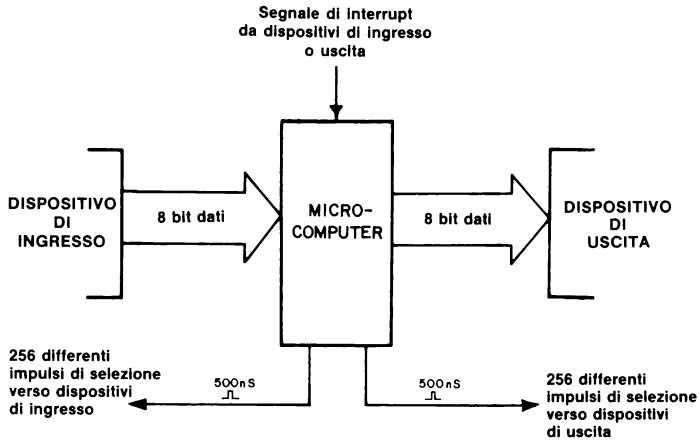 Segnale di interrupt
da dispositivi di ingresso
o uscita
DISPOSITIVO
DI
INGRESSO
8 bit dati
MICRO-
COMPUTER
8 bit dati
DISPOSITIVO
DI
USCITA
256 differenti
impulsi di selezione
verso dispositivi
di ingresso
500nS
500nS
256 differenti
impulsi di selezione
verso dispositivi
di uscita